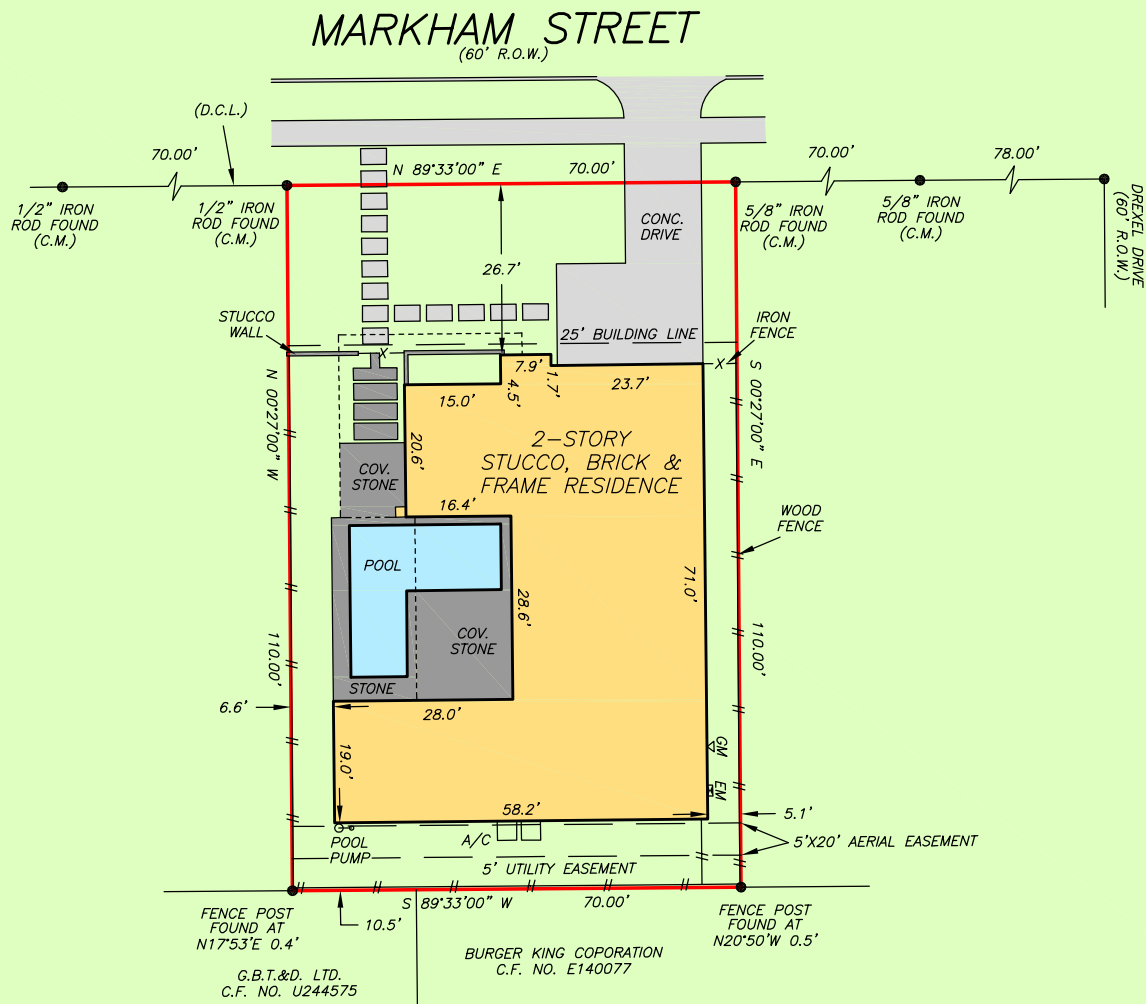 MARKHAM STREET
(60' R.O.W.)
(D.C.L.)
70.00'
N 89°33'00" E
70.00'
70.00'
78.00'
1/2" IRON
ROD FOUND
(C.M.)
1/2" IRON
ROD FOUND
(C.M.)
5/8" IRON
ROD FOUND
(C.M.)
5/8" IRON
ROD FOUND
(C.M.)
DREXEL DRIVE
(60' R.O.W.)
CONC.
DRIVE
26.7'
STUCCO
WALL
25' BUILDING LINE
IRON
FENCE
X
X
7.9'
1.7'
23.7'
4.5'
15.0'
N 00°27'00" W
S 00°27'00" E
20.6'
2-STORY
STUCCO, BRICK &
FRAME RESIDENCE
COV.
STONE
16.4'
WOOD
FENCE
POOL
71.0'
28.6'
COV.
STONE
110.00'
110.00'
STONE
6.6'
28.0'
GM
19.0'
EM
58.2'
5.1'
POOL
PUMP
A/C
5'X20' AERIAL EASEMENT
5' UTILITY EASEMENT
S 89°33'00" W
70.00'
10.5'
FENCE POST
FOUND AT
N17°53'E 0.4'
FENCE POST
FOUND AT
N20°50'W 0.5'
G.B.T.&D. LTD.
C.F. NO. U244575
BURGER KING COPORATION
C.F. NO. E140077